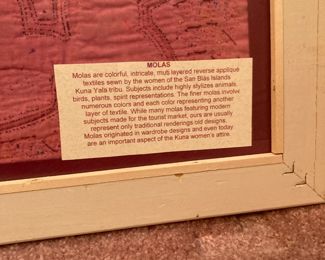 MOLAS
Molas are colorful, intricate, mutl layered reverse appliqué
textiles sewn by the women of the San Blas Islands
Kuna Yala tribu. Subjects include highly stylizes animals,
birds, plants, spirit representations. The finer molas involve
numerous colors and each color representing another
layer of textile. While many molas featuring modern
subjects made for the tourist market, ours are usually
represent only traditional renderings old designs.
Molas originated in wardrobe designs and even today
are an important aspect of the Kuna women's attire.